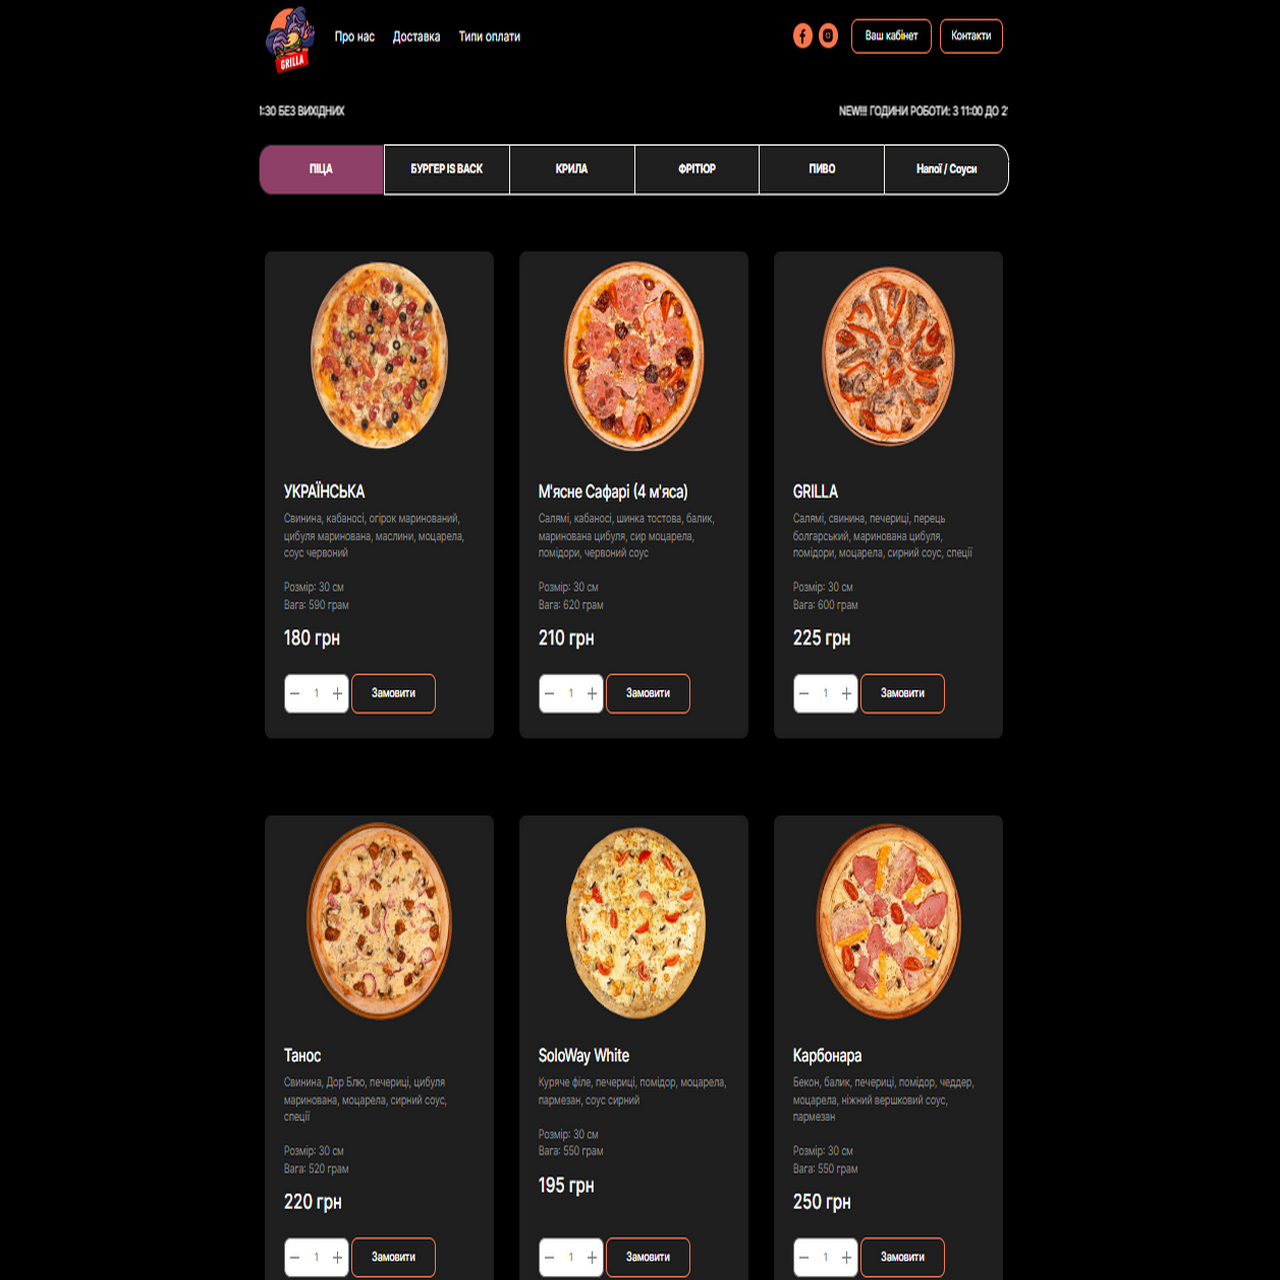 GRILLA
Про нас
Доставка
Типи оплати
Ваш кабінет
Контакти
1:30 БЕЗ ВИХІДНИХ
NEW!!! ГОДИНИ РОБОТИ: З 11:00 ДО 2
ПІЦА
БУРГЕР IS BACK
КРИЛА
ФРІТЮР
ПИВО
Напої / Соуси
УКРАЇНСЬКА
Свинина, кабаносі, огірок маринований,
цибуля маринована, маслини, моцарела,
соус червоний
Розмір: 30 см
Вага: 590 грам
180 грн
1
Замовити
М'ясне Сафарі (4 м'яса)
Салямі, кабаносі, шинка тостова, балик,
маринована цибуля, сир моцарела,
помідори, червоний соус
Розмір: 30 см
Вага: 620 грам
210 грн
1
Замовити
GRILLA
Салямі, свинина, печериці, перець
болгарський, маринована цибуля,
помідори, моцарела, сирний соус, спеції
Розмір: 30 см
Вага: 600 грам
225 грн
1
Замовити
Танос
Свинина, Дор Блю, печериці, цибуля
маринована, моцарела, сирний соус,
спеції
Розмір: 30 см
Вага: 520 грам
220 грн
1
Замовити
SoloWay White
Куряче філе, печериці, помідор, моцарела,
пармезан, соус сирний
Розмір: 30 см
Вага: 550 грам
195 грн
1
Замовити
Карбонара
Бекон, балик, печериці, помідор, чеддер,
моцарела, ніжний вершковий соус,
пармезан
Розмір: 30 см
Вага: 550 грам
250 грн
1
Замовити